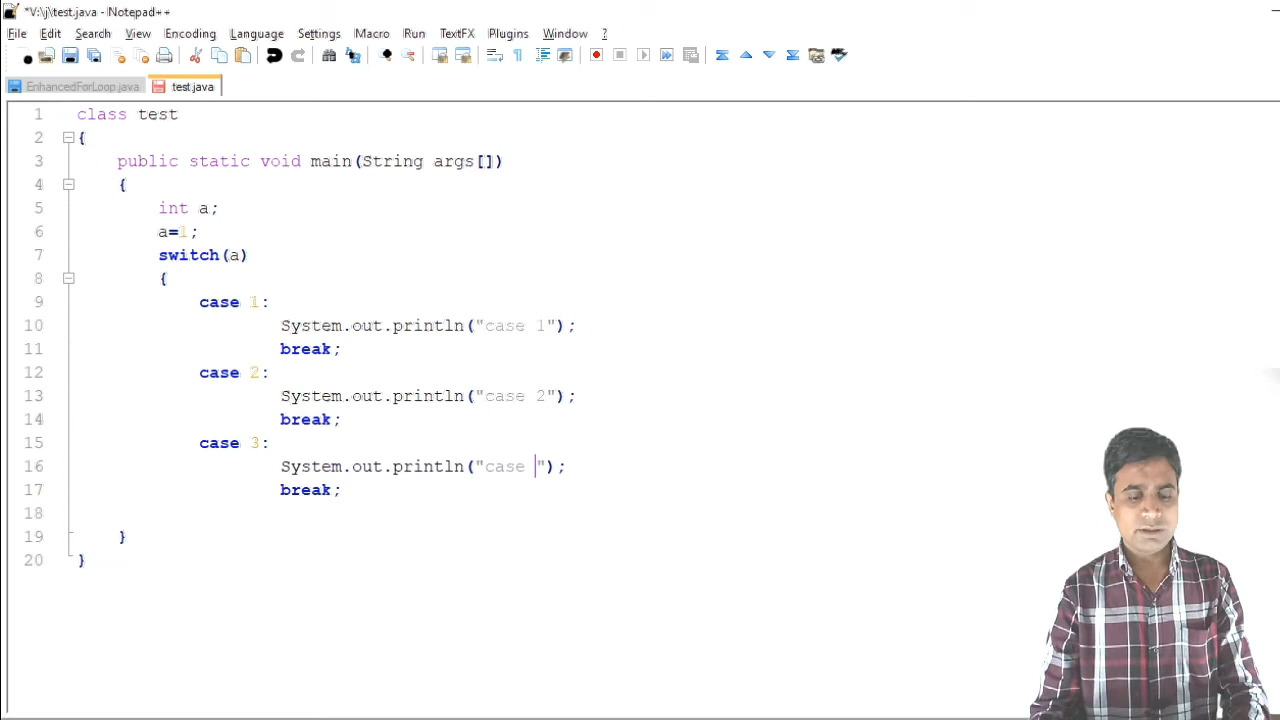 *V:\j\test.java - Notepad++
File Edit Search View Encoding Language Settings Macro Run TextFX Plugins Window ?
EnhancedForLoop.java test.java
1 class test
2 {
3 public static void main(String args[])
4 {
5 int a;
6 a=1;
7 switch(a)
8 {
9 case 1:
10 System.out.println("case 1");
11 break;
12 case 2:
13 System.out.println("case 2");
14 break;
15 case 3:
16 System.out.println("case ");
17 break;
18
19 }
20 }